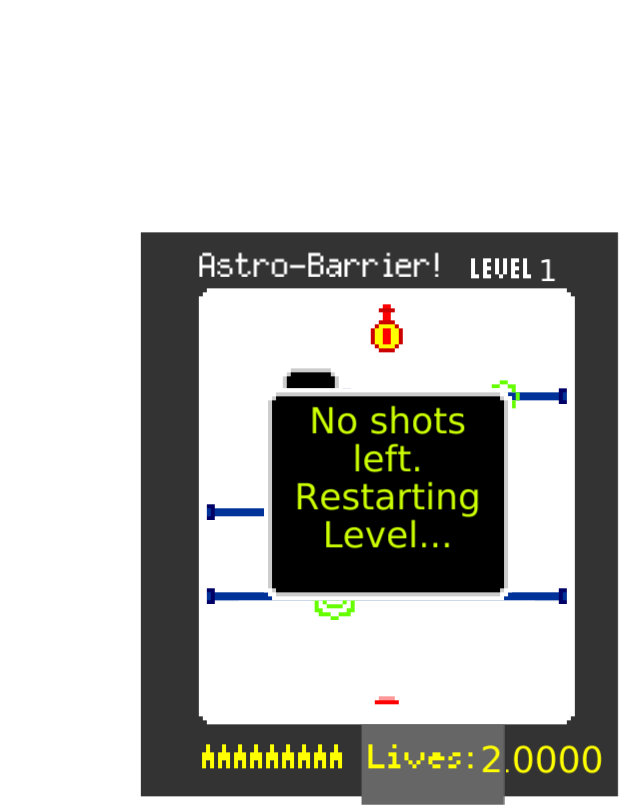 Astro-Barrier! LEVEL 1
No shots
left.
Restarting
Level...
Lives:2.0000